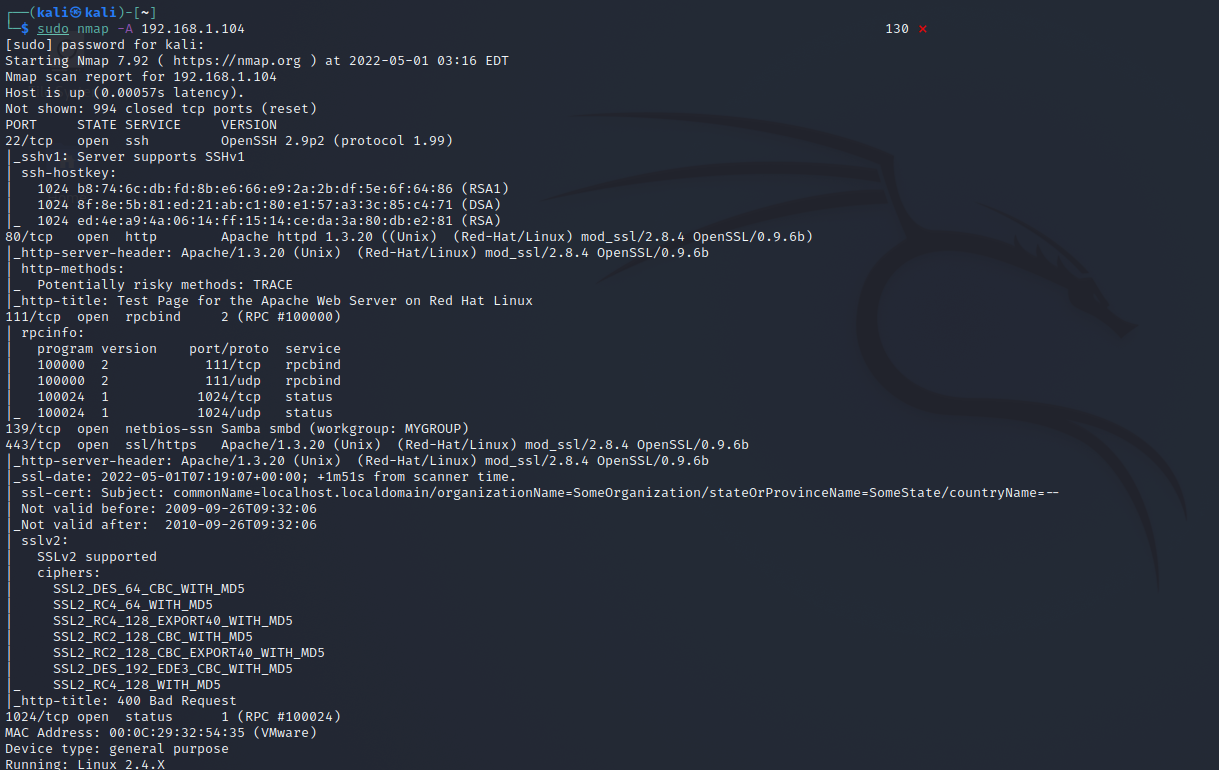 ┌──(kali㉿kali)-[~]
└─$ sudo nmap -A 192.168.1.104 130 ⨯
[sudo] password for kali:
Starting Nmap 7.92 ( https://nmap.org ) at 2022-05-01 03:16 EDT
Nmap scan report for 192.168.1.104
Host is up (0.00057s latency).
Not shown: 994 closed tcp ports (reset)
PORT     STATE SERVICE     VERSION
22/tcp   open  ssh         OpenSSH 2.9p2 (protocol 1.99)
|_sshv1: Server supports SSHv1
| ssh-hostkey:
|   1024 b8:74:6c:db:fd:8b:e6:66:e9:2a:2b:df:5e:6f:64:86 (RSA1)
|   1024 8f:8e:5b:81:ed:21:ab:c1:80:e1:57:a3:3c:85:c4:71 (DSA)
|_  1024 ed:4e:a9:4a:06:14:ff:15:14:ce:da:3a:80:db:e2:81 (RSA)
80/tcp   open  http        Apache httpd 1.3.20 ((Unix)  (Red-Hat/Linux) mod_ssl/2.8.4 OpenSSL/0.9.6b)
|_http-server-header: Apache/1.3.20 (Unix)  (Red-Hat/Linux) mod_ssl/2.8.4 OpenSSL/0.9.6b
| http-methods:
|_  Potentially risky methods: TRACE
|_http-title: Test Page for the Apache Web Server on Red Hat Linux
111/tcp  open  rpcbind     2 (RPC #100000)
| rpcinfo:
|   program version    port/proto  service
|   100000  2            111/tcp   rpcbind
|   100000  2            111/udp   rpcbind
|   100024  1           1024/tcp   status
|_  100024  1           1024/udp   status
139/tcp  open  netbios-ssn Samba smbd (workgroup: MYGROUP)
443/tcp  open  ssl/https   Apache/1.3.20 (Unix)  (Red-Hat/Linux) mod_ssl/2.8.4 OpenSSL/0.9.6b
|_http-server-header: Apache/1.3.20 (Unix)  (Red-Hat/Linux) mod_ssl/2.8.4 OpenSSL/0.9.6b
|_ssl-date: 2022-05-01T07:19:07+00:00; +1m51s from scanner time.
| ssl-cert: Subject: commonName=localhost.localdomain/organizationName=SomeOrganization/stateOrProvinceName=SomeState/countryName=--
| Not valid before: 2009-09-26T09:32:06
|_Not valid after:  2010-09-26T09:32:06
| sslv2:
|   SSLv2 supported
|   ciphers:
|     SSL2_DES_64_CBC_WITH_MD5
|     SSL2_RC4_64_WITH_MD5
|     SSL2_RC4_128_EXPORT40_WITH_MD5
|     SSL2_RC2_128_CBC_WITH_MD5
|     SSL2_RC2_128_CBC_EXPORT40_WITH_MD5
|     SSL2_DES_192_EDE3_CBC_WITH_MD5
|_    SSL2_RC4_128_WITH_MD5
|_http-title: 400 Bad Request
1024/tcp open  status      1 (RPC #100024)
MAC Address: 00:0C:29:32:54:35 (VMware)
Device type: general purpose
Running: Linux 2.4.X